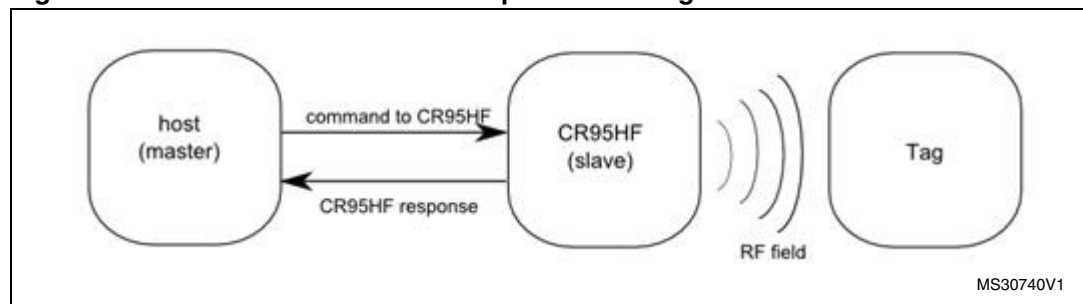 host
(master)
command to CR95HF
CR95HF response
CR95HF
(slave)
RF field
Tag
MS30740V1